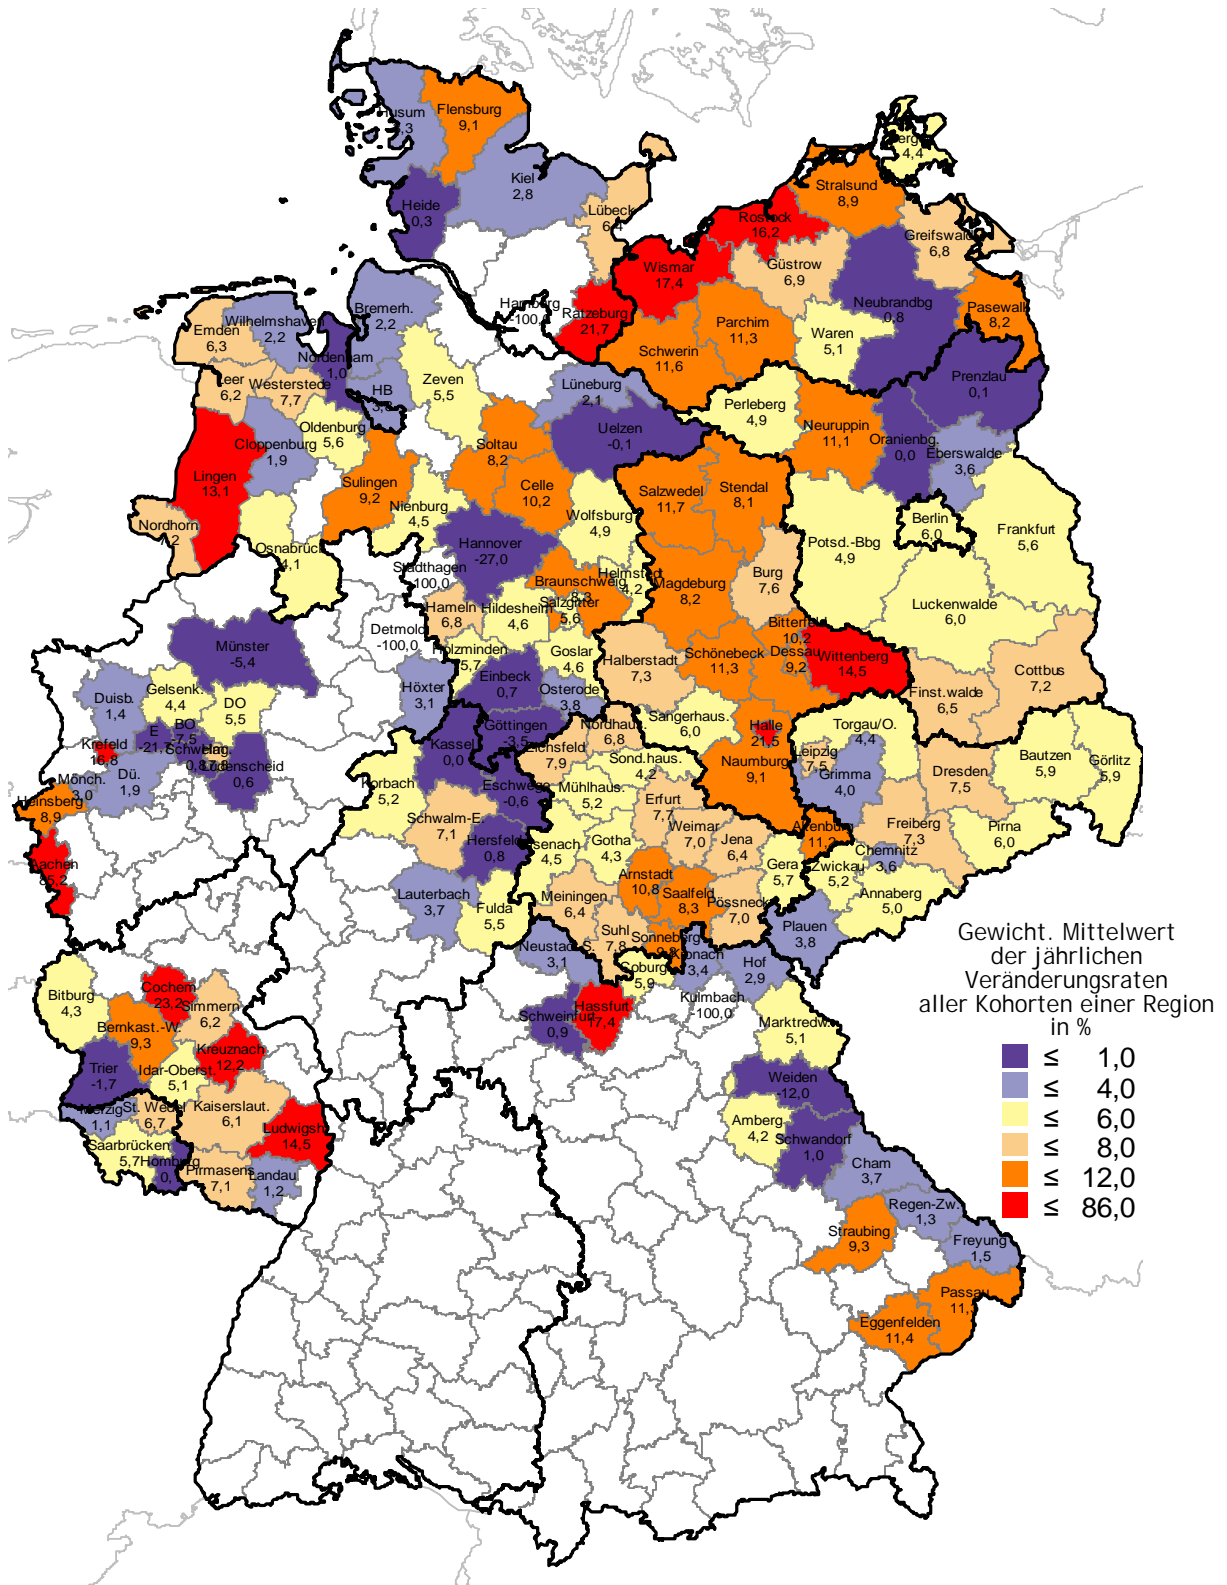 Husum
Flensburg
9,1
Kiel
2,8
Heide
0,3
Lübeck
6,4
4,4
Stralsund
8,9
Rostock
16,2
Greifswald
6,8
Wismar
17,4
Güstrow
6,9
Neubrandbg
0,8
Pasewalk
8,2
Hamburg
-100,0
Ratzeburg
21,7
Parchim
11,3
Waren
5,1
Schwerin
11,6
Prenzlau
0,1
Bremerh.
2,2
Emden
6,3
Wilhelmshaven
2,2
Nordenham
1,0
Leer
6,2
Westerstede
7,7
HB
3,8
Zeven
5,5
Lüneburg
2,1
Uelzen
-0,1
Perleberg
4,9
Neuruppin
11,1
Oranienbg.
0,0
Eberswalde
3,6
Oldenburg
5,6
Cloppenburg
1,9
Lingen
13,1
Sulingen
9,2
Soltau
8,2
Celle
10,2
Nienburg
4,5
Wolfsburg
4,9
Salzwedel
11,7
Stendal
8,1
Berlin
6,0
Potsd.-Bbg
4,9
Frankfurt
5,6
Nordhorn
Osnabrück
4,1
Hannover
-27,0
Stadthagen
-100,0
Braunschweig
8,3
Helmstedt
4,2
Magdeburg
8,2
Burg
7,6
Luckenwalde
6,0
Hameln
6,8
Hildesheim
4,6
Salzgitter
5,6
Detmold
-100,0
Holzminden
5,7
Goslar
4,6
Halberstadt
7,3
Schönebeck
11,3
Bitterfeld
10,2
Dessau
9,2
Wittenberg
14,5
Cottbus
7,2
Finst.walde
6,5
Münster
-5,4
Höxter
3,1
Einbeck
0,7
Osterode
3,8
Göttingen
-3,5
Nordhaus.
6,8
Sangerhaus.
6,0
Halle
21,5
Torgau/O.
4,4
Leipzig
7,5
Grimma
4,0
Dresden
7,5
Bautzen
5,9
Görlitz
5,9
Duisb.
1,4
Gelsenk.
4,4
DO
5,5
E
BO
-7,5
Krefeld
16,8
Schwelm
Hag.
Lüdenscheid
0,6
Mönch.
3,0
Dü.
1,9
Heinsberg
8,9
Aachen
85,2
Kassel
0,0
Eichsfeld
7,9
Sond.haus.
4,2
Naumburg
9,1
Korbach
5,2
Eschwege
-0,6
Mühlhaus.
5,2
Erfurt
7,7
Weimar
7,0
Jena
6,4
Altenburg
11,2
Chemnitz
3,6
Freiberg
7,3
Pirna
6,0
Schwalm-E.
7,1
Hersfeld
0,8
Eisenach
4,5
Gotha
4,3
Gera
5,7
Zwickau
5,2
Annaberg
5,0
Lauterbach
3,7
Fulda
5,5
Meiningen
6,4
Arnstadt
10,8
Saalfeld
8,3
Pössneck
7,0
Plauen
3,8
Suhl
7,8
Sonneberg
Neustadt/S.
3,1
Coburg
5,9
Kronach
3,4
Hof
2,9
Kulmbach
-100,0
Schweinfurt
0,9
Hassfurt
17,4
Marktredw.
5,1
Bitburg
4,3
Cochem
23,2
Simmern
6,2
Bernkast.-W.
9,3
Kreuznach
12,2
Trier
-1,7
Idar-Oberst.
5,1
Merzig
1,1
St. Wedel
6,7
Kaiserslaut.
6,1
Ludwigsh.
14,5
Saarbrücken
5,7
Homburg
Pirmasens
7,1
Landau
1,2
Weiden
-12,0
Amberg
4,2
Schwandorf
1,0
Cham
3,7
Regen-Zw.
1,3
Straubing
9,3
Freyung
1,5
Passau
Eggenfelden
11,4
Gewicht. Mittelwert
der jährlichen
Veränderungsraten
aller Kohorten einer Region
in %
≤ 1,0
≤ 4,0
≤ 6,0
≤ 8,0
≤ 12,0
≤ 86,0